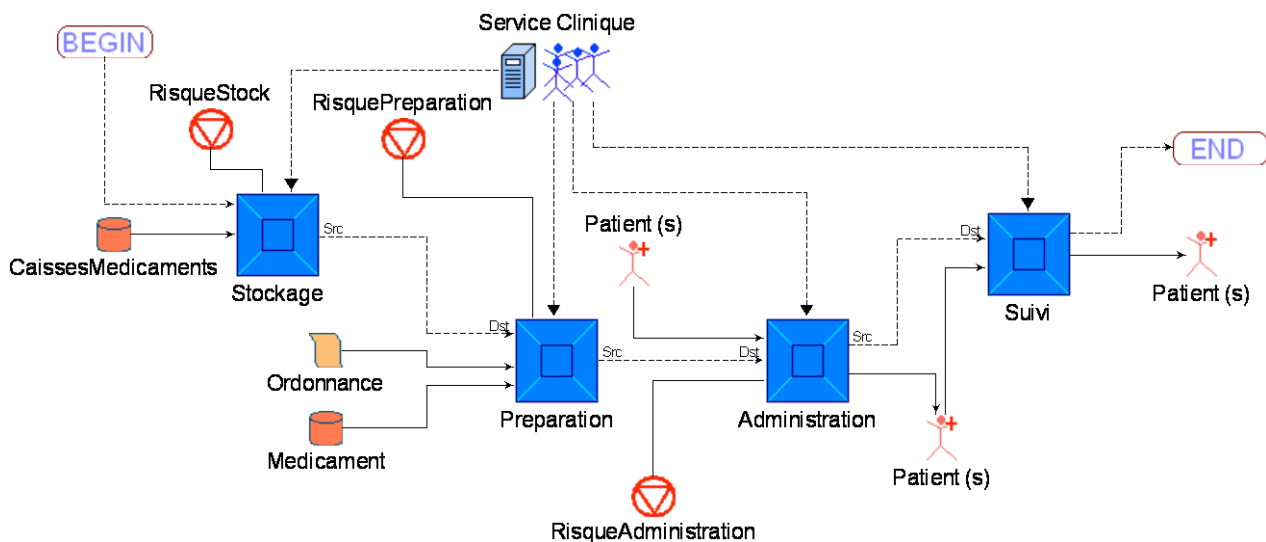 Service Clinique
BEGIN
RisqueStock
RisquePreparation
END
Patient (s)
Src
Dst
CaissesMedicaments
Stockage
Patient (s)
Suivi
Dst
Src
Dst
Src
Ordonnance
Preparation
Administration
Medicament
Patient (s)
RisqueAdministration